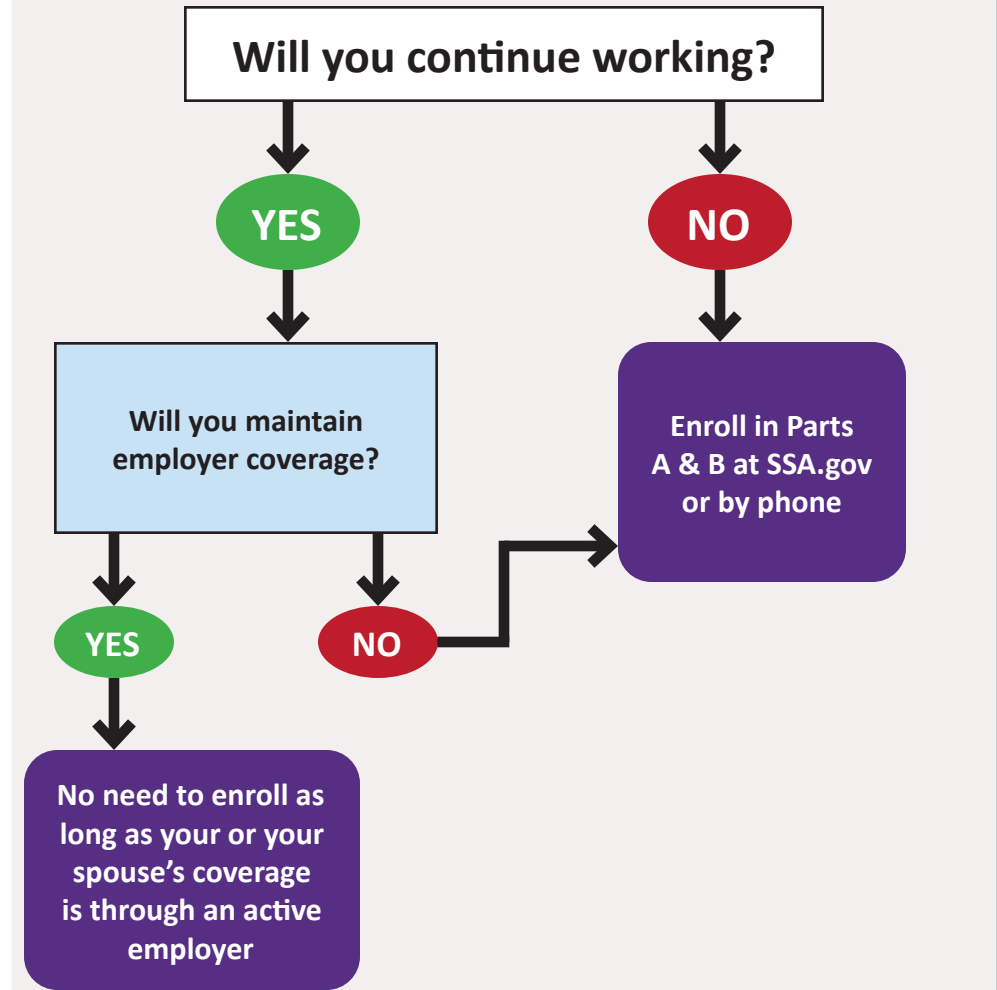 Will you continue working?
YES
NO
Will you maintain
employer coverage?
Enroll in Parts
A & B at SSA.gov
or by phone
YES
NO
No need to enroll as
long as your or your
spouse’s coverage
is through an active
employer